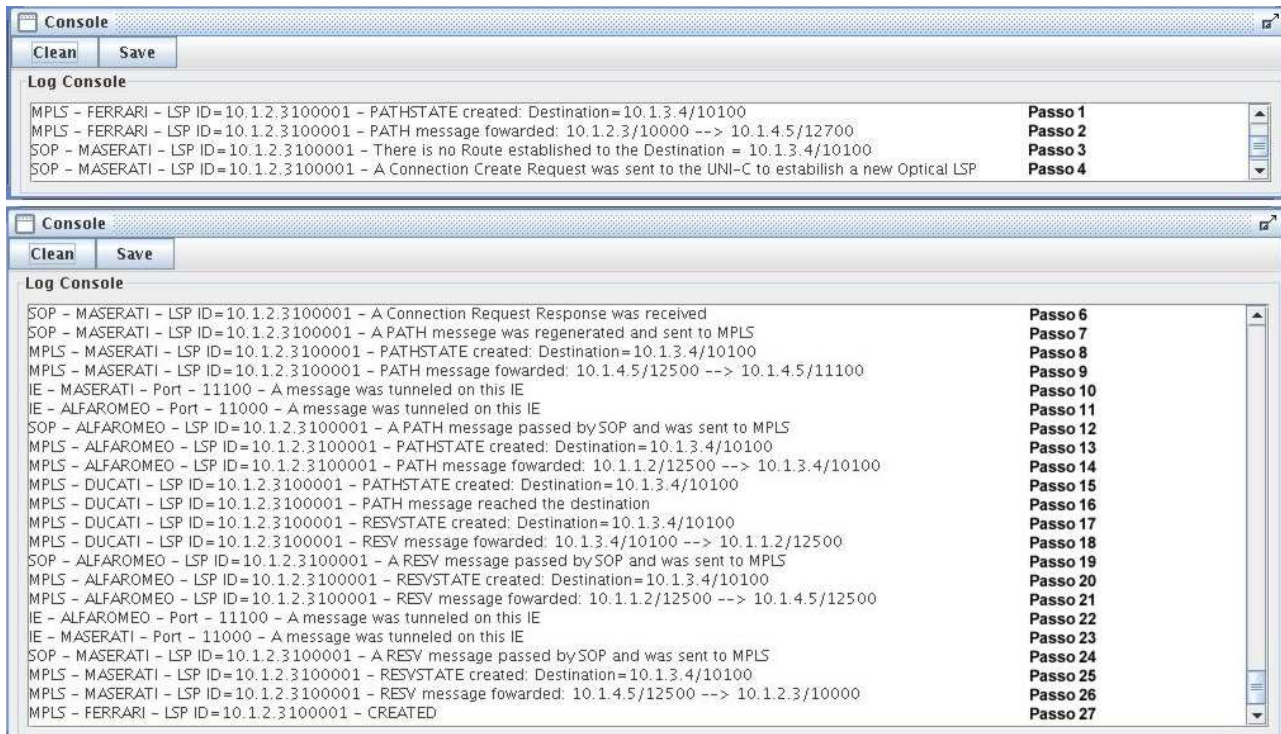 Console
Clean Save
Log Console
MPLS - FERRARI - LSP ID=10.1.2.3100001 - PATHSTATE created: Destination=10.1.3.4/10100 Passo 1
MPLS - FERRARI - LSP ID=10.1.2.3100001 - PATH message fowarded: 10.1.2.3/10000 --> 10.1.4.5/12700 Passo 2
SOP - MASERATI - LSP ID=10.1.2.3100001 - There is no Route established to the Destination = 10.1.3.4/10100 Passo 3
SOP - MASERATI - LSP ID=10.1.2.3100001 - A Connection Create Request was sent to the UNI-C to estabilish a new Optical LSP Passo 4
Console
Clean Save
Log Console
SOP - MASERATI - LSP ID=10.1.2.3100001 - A Connection Request Response was received Passo 6
SOP - MASERATI - LSP ID=10.1.2.3100001 - A PATH messege was regenerated and sent to MPLS Passo 7
MPLS - MASERATI - LSP ID=10.1.2.3100001 - PATHSTATE created: Destination=10.1.3.4/10100 Passo 8
MPLS - MASERATI - LSP ID=10.1.2.3100001 - PATH message fowarded: 10.1.4.5/12500 --> 10.1.4.5/11100 Passo 9
IE - MASERATI - Port - 11100 - A message was tunneled on this IE Passo 10
IE - ALFAROMEO - Port - 11000 - A message was tunneled on this IE Passo 11
SOP - ALFAROMEO - LSP ID=10.1.2.3100001 - A PATH message passed by SOP and was sent to MPLS Passo 12
MPLS - ALFAROMEO - LSP ID=10.1.2.3100001 - PATHSTATE created: Destination=10.1.3.4/10100 Passo 13
MPLS - ALFAROMEO - LSP ID=10.1.2.3100001 - PATH message fowarded: 10.1.1.2/12500 --> 10.1.3.4/10100 Passo 14
MPLS - DUCATI - LSP ID=10.1.2.3100001 - PATHSTATE created: Destination=10.1.3.4/10100 Passo 15
MPLS - DUCATI - LSP ID=10.1.2.3100001 - PATH message reached the destination Passo 16
MPLS - DUCATI - LSP ID=10.1.2.3100001 - RESVSTATE created: Destination=10.1.3.4/10100 Passo 17
MPLS - DUCATI - LSP ID=10.1.2.3100001 - RESV message fowarded: 10.1.3.4/10100 --> 10.1.1.2/12500 Passo 18
SOP - ALFAROMEO - LSP ID=10.1.2.3100001 - A RESV message passed by SOP and was sent to MPLS Passo 19
MPLS - ALFAROMEO - LSP ID=10.1.2.3100001 - RESVSTATE created: Destination=10.1.3.4/10100 Passo 20
MPLS - ALFAROMEO - LSP ID=10.1.2.3100001 - RESV message fowarded: 10.1.1.2/12500 --> 10.1.4.5/12500 Passo 21
IE - ALFAROMEO - Port - 11100 - A message was tunneled on this IE Passo 22
IE - MASERATI - Port - 11000 - A message was tunneled on this IE Passo 23
SOP - MASERATI - LSP ID=10.1.2.3100001 - A RESV message passed by SOP and was sent to MPLS Passo 24
MPLS - MASERATI - LSP ID=10.1.2.3100001 - RESVSTATE created: Destination=10.1.3.4/10100 Passo 25
MPLS - MASERATI - LSP ID=10.1.2.3100001 - RESV message fowarded: 10.1.4.5/12500 --> 10.1.2.3/10000 Passo 26
MPLS - FERRARI - LSP ID=10.1.2.3100001 - CREATED Passo 27